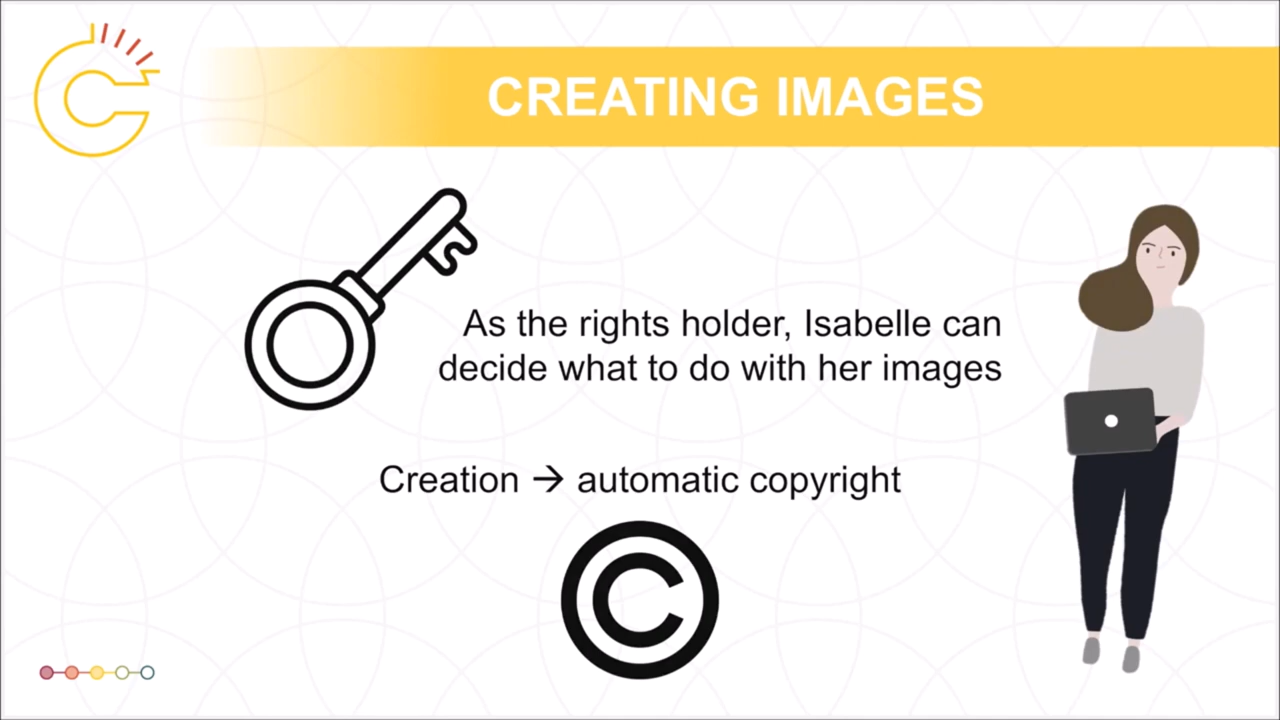 CREATING IMAGES
As the rights holder, Isabelle can
decide what to do with her images
Creation → automatic copyright
©